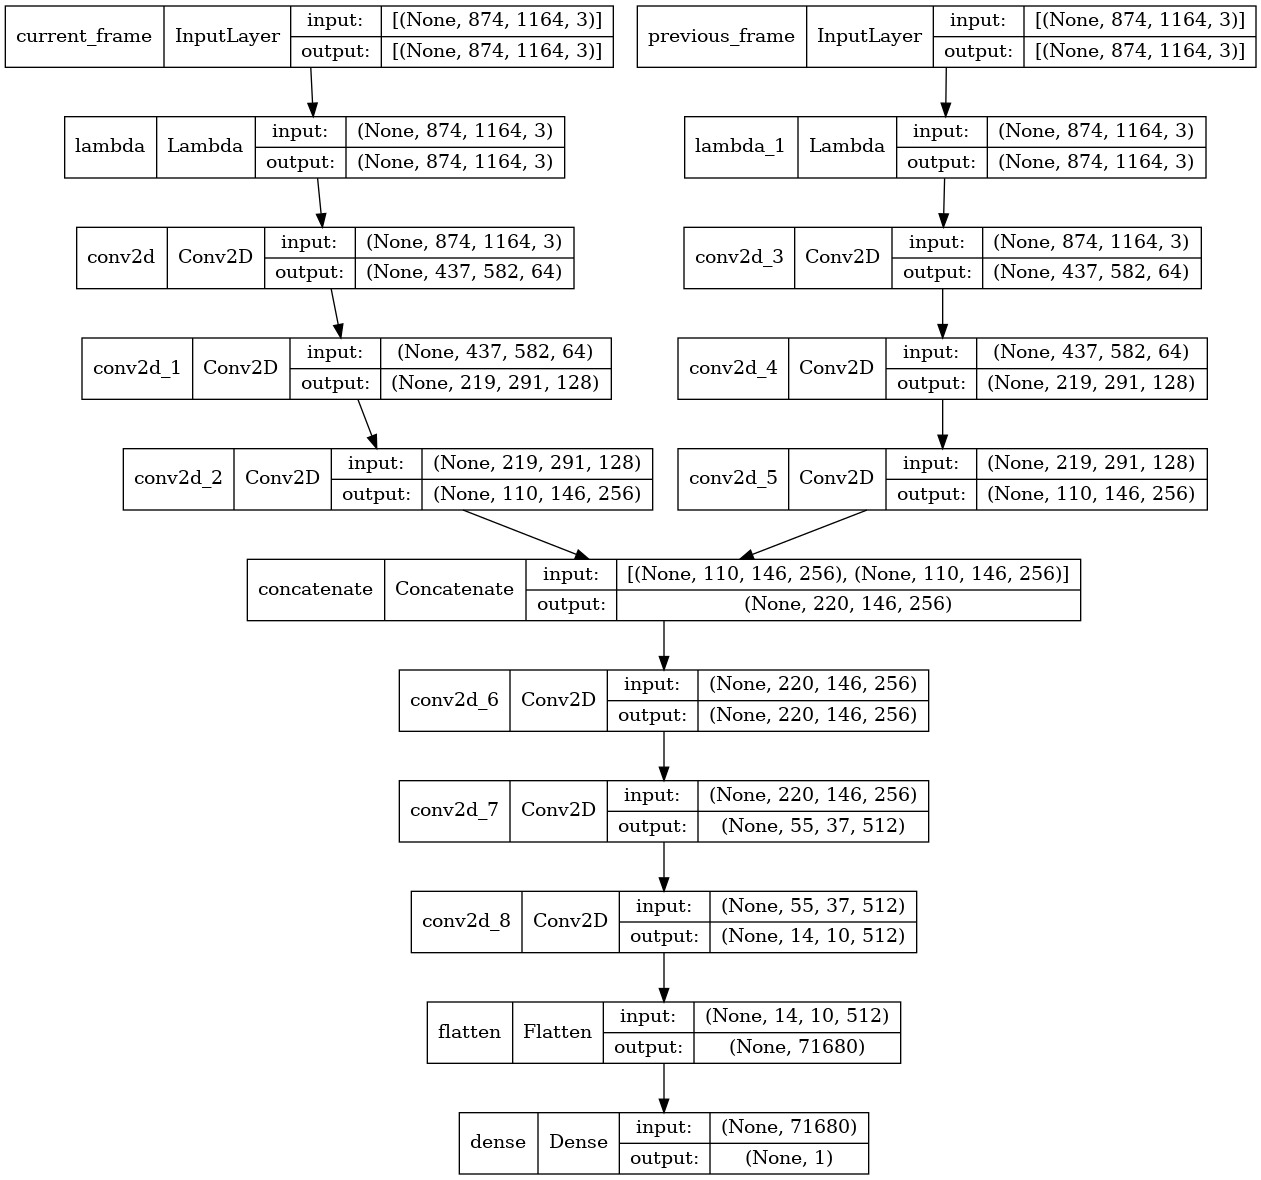 current_frame InputLayer input: [(None, 874, 1164, 3)]
output: [(None, 874, 1164, 3)]
previous_frame InputLayer input: [(None, 874, 1164, 3)]
output: [(None, 874, 1164, 3)]
lambda Lambda input: (None, 874, 1164, 3)
output: (None, 874, 1164, 3)
lambda_1 Lambda input: (None, 874, 1164, 3)
output: (None, 874, 1164, 3)
conv2d Conv2D input: (None, 874, 1164, 3)
output: (None, 437, 582, 64)
conv2d_3 Conv2D input: (None, 874, 1164, 3)
output: (None, 437, 582, 64)
conv2d_1 Conv2D input: (None, 437, 582, 64)
output: (None, 219, 291, 128)
conv2d_4 Conv2D input: (None, 437, 582, 64)
output: (None, 219, 291, 128)
conv2d_2 Conv2D input: (None, 219, 291, 128)
output: (None, 110, 146, 256)
conv2d_5 Conv2D input: (None, 219, 291, 128)
output: (None, 110, 146, 256)
concatenate Concatenate input: [(None, 110, 146, 256), (None, 110, 146, 256)]
output: (None, 220, 146, 256)
conv2d_6 Conv2D input: (None, 220, 146, 256)
output: (None, 220, 146, 256)
conv2d_7 Conv2D input: (None, 220, 146, 256)
output: (None, 55, 37, 512)
conv2d_8 Conv2D input: (None, 55, 37, 512)
output: (None, 14, 10, 512)
flatten Flatten input: (None, 14, 10, 512)
output: (None, 71680)
dense Dense input: (None, 71680)
output: (None, 1)